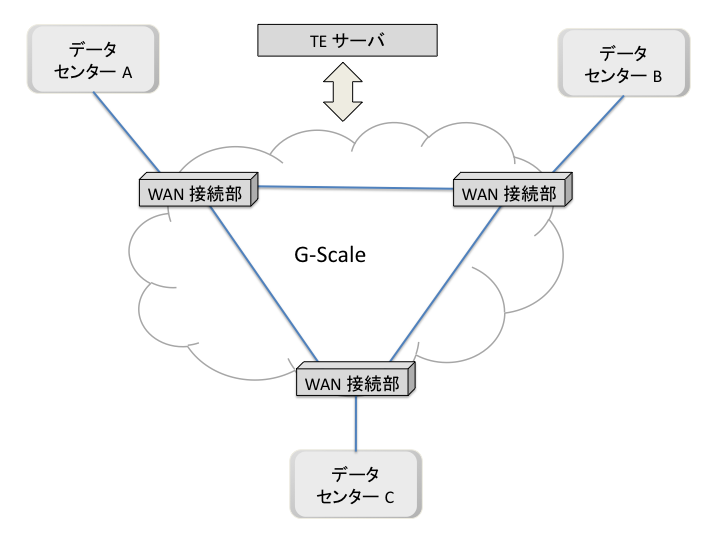 データ
センター A
TE サーバ
データ
センター B
WAN 接続部
WAN 接続部
G-Scale
WAN 接続部
データ
センター C